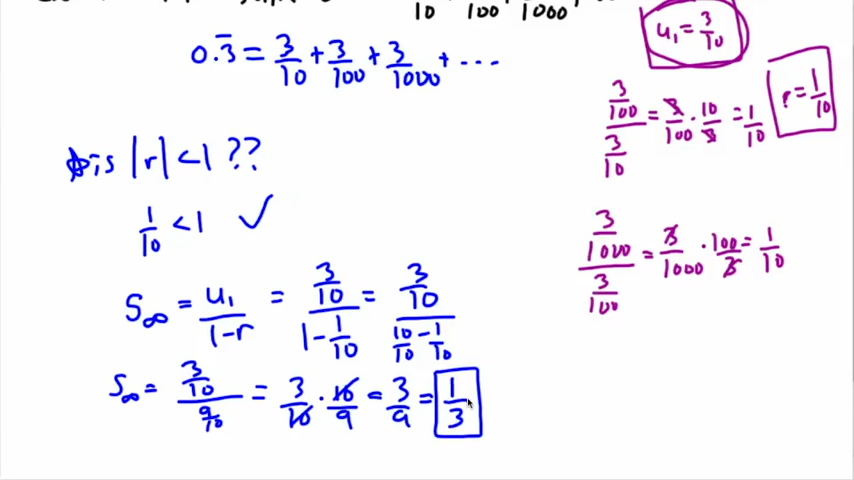 10 100 1000
0.3̅ = 3/10 + 3/100 + 3/1000 + ...
is |r| < 1 ??
1/10 < 1 ✓
S∞ = u₁/(1-r) = (3/10)/(1 - 1/10) = (3/10)/(10/10 - 1/10)
S∞ = (3/10)/(9/10) = 3/10 · 10/9 = 3/9 = 1/3
u₁ = 3/10
(3/100)/(3/10) = 3/100 · 10/3 = 1/10
r = 1/10
(3/1000)/(3/100) = 3/1000 · 100/3 = 1/10